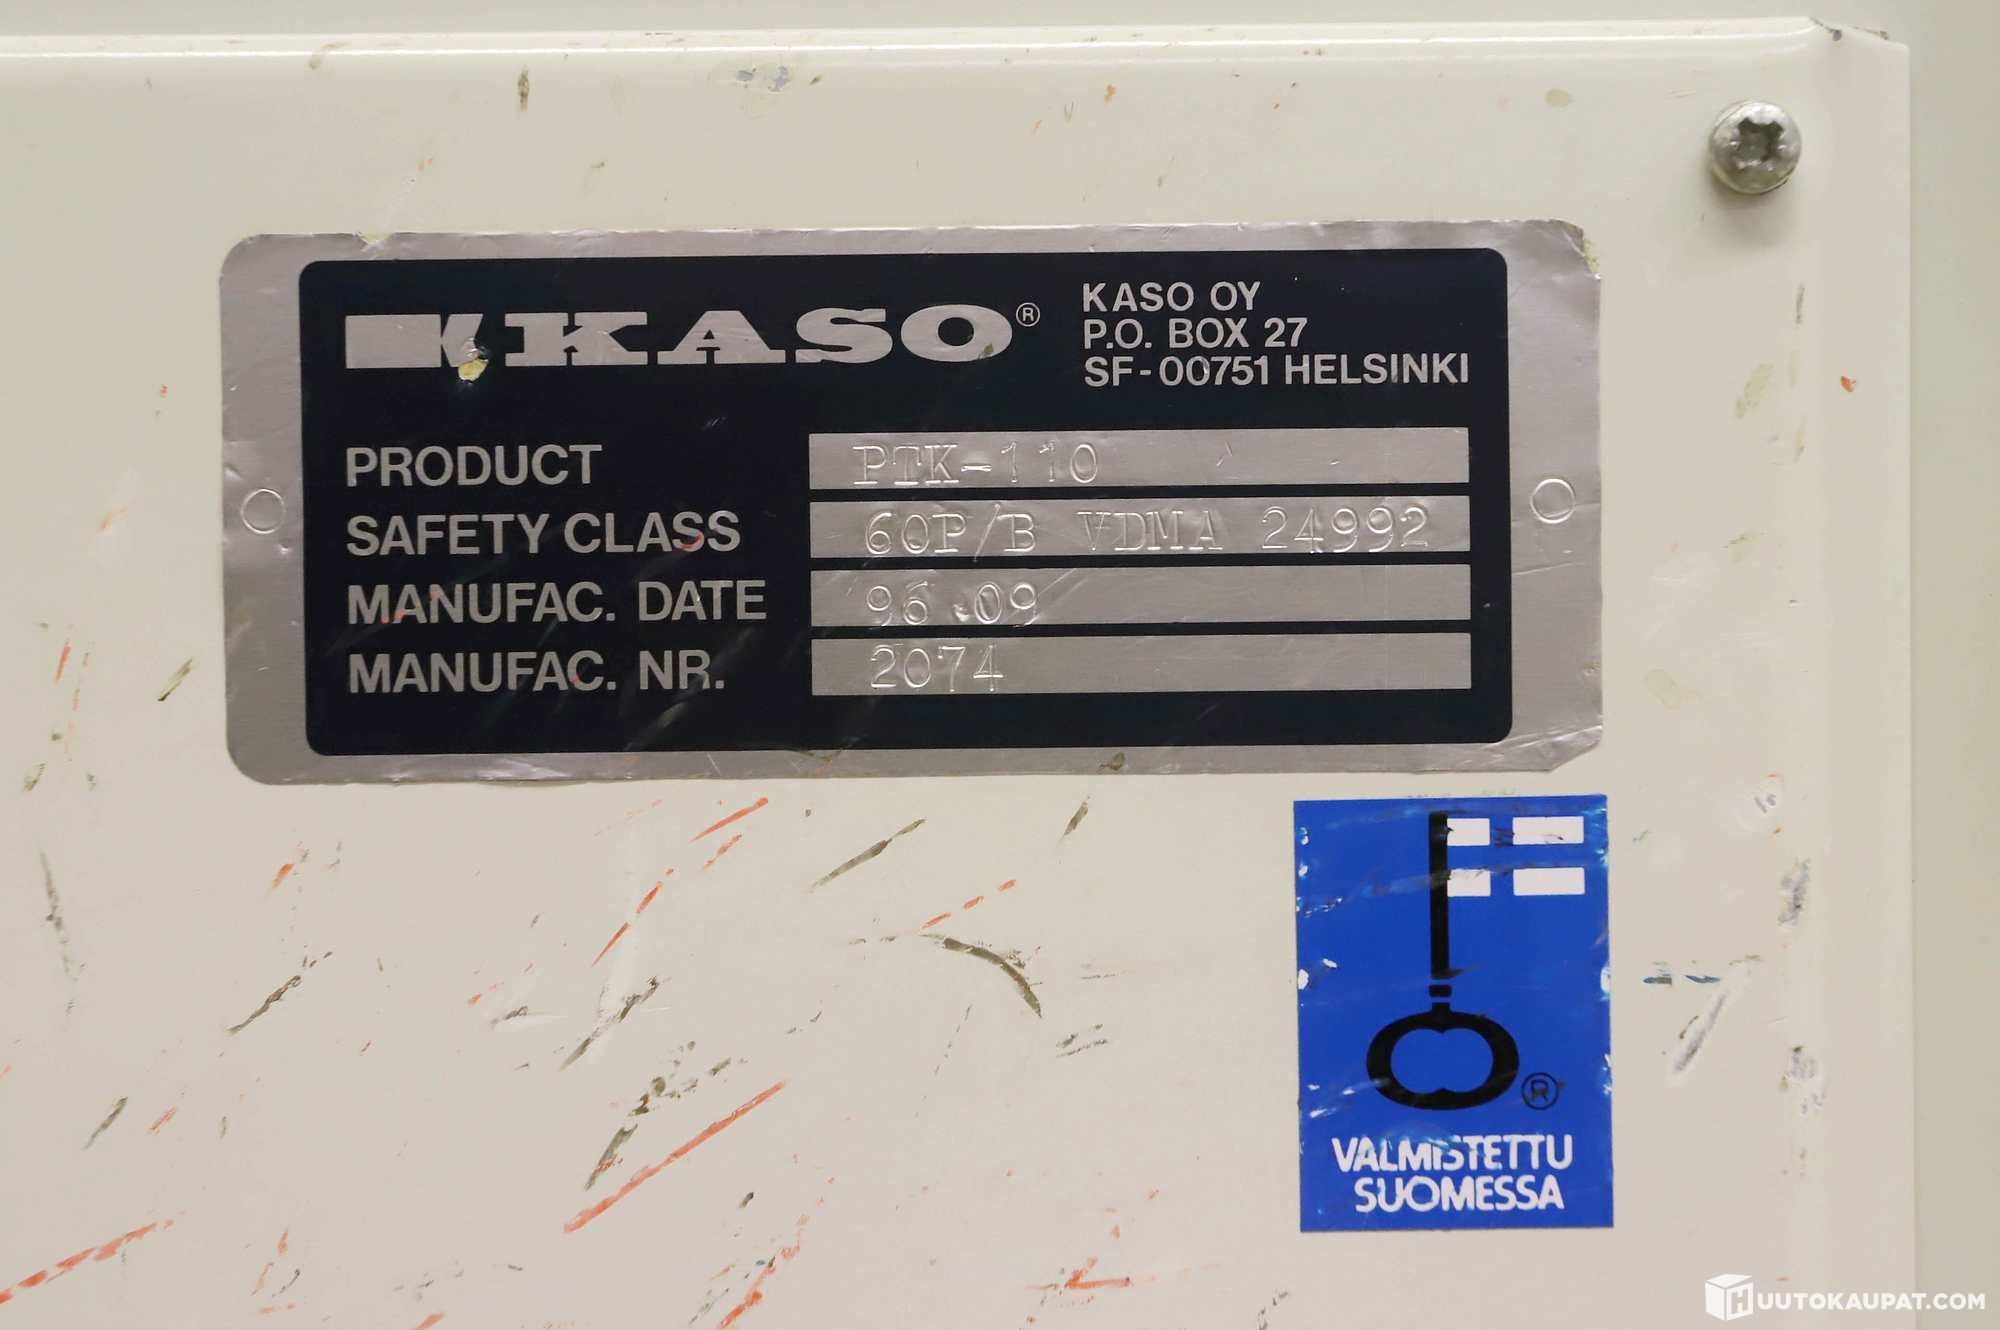 KASO®
KASO OY
P.O. BOX 27
SF-00751 HELSINKI
PRODUCT PTK-110
SAFETY CLASS 60P/B VDMA 24992
MANUFAC. DATE 96.09
MANUFAC. NR. 2074
®
VALMISTETTU
SUOMESSA
HUUTOKAUPAT.COM